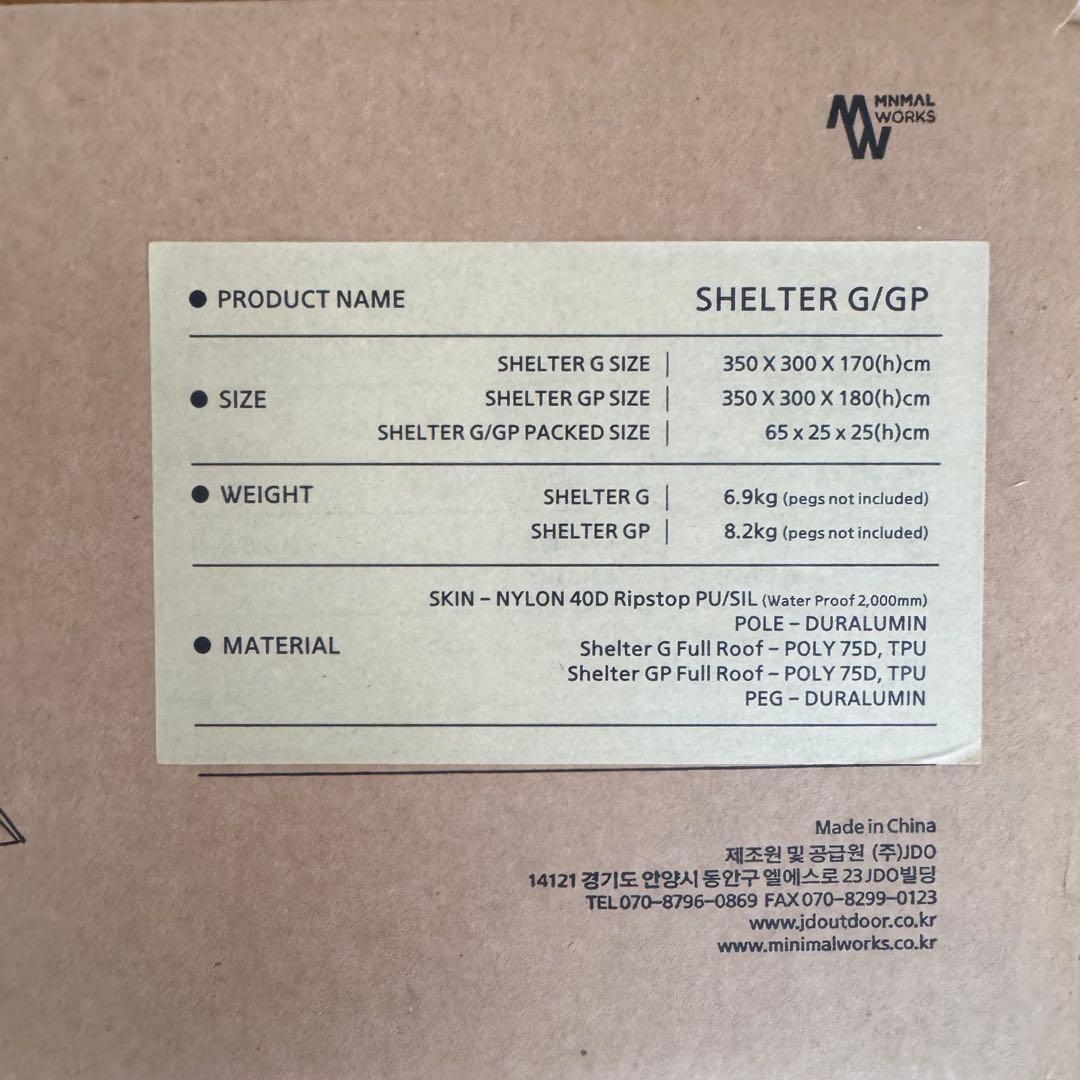 MNMAL
WORKS
MW
● PRODUCT NAME SHELTER G/GP
● SIZE
SHELTER G SIZE | 350 X 300 X 170(h)cm
SHELTER GP SIZE | 350 X 300 X 180(h)cm
SHELTER G/GP PACKED SIZE | 65 x 25 x 25(h)cm
● WEIGHT
SHELTER G | 6.9kg (pegs not included)
SHELTER GP | 8.2kg (pegs not included)
● MATERIAL
SKIN – NYLON 40D Ripstop PU/SIL (Water Proof 2,000mm)
POLE – DURALUMIN
Shelter G Full Roof – POLY 75D, TPU
Shelter GP Full Roof – POLY 75D, TPU
PEG – DURALUMIN
Made in China
제조원 및 공급원 (주)JDO
14121 경기도 안양시 동안구 엘에스로 23 JDO빌딩
TEL 070-8796-0869 FAX 070-8299-0123
www.jdoutdoor.co.kr
www.minimalworks.co.kr